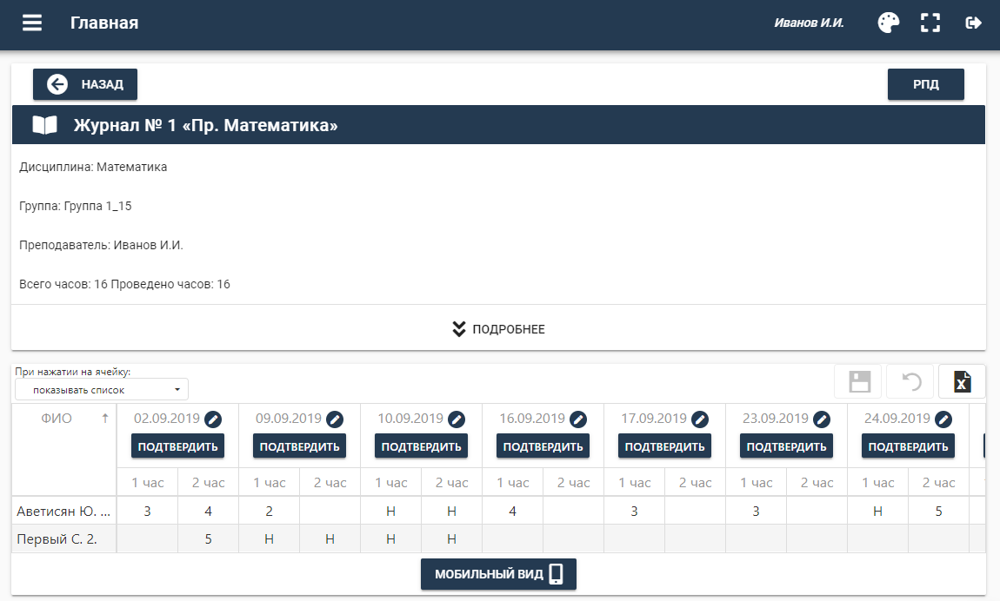 Главная
Иванов И.И.
НАЗАД
РПД
Журнал № 1 «Пр. Математика»
Дисциплина: Математика
Группа: Группа 1_15
Преподаватель: Иванов И.И.
Всего часов: 16 Проведено часов: 16
ПОДРОБНЕЕ
При нажатии на ячейку:
показывать список
X
ФИО ↑ 02.09.2019 09.09.2019 10.09.2019 16.09.2019 17.09.2019 23.09.2019 24.09.2019
ПОДТВЕРДИТЬ ПОДТВЕРДИТЬ ПОДТВЕРДИТЬ ПОДТВЕРДИТЬ ПОДТВЕРДИТЬ ПОДТВЕРДИТЬ ПОДТВЕРДИТЬ
1 час 2 час 1 час 2 час 1 час 2 час 1 час 2 час 1 час 2 час 1 час 2 час 1 час 2 час
Аветисян Ю. ... 3 4 2 Н Н 4 3 3 Н 5
Первый С. 2. 5 Н Н Н Н
МОБИЛЬНЫЙ ВИД